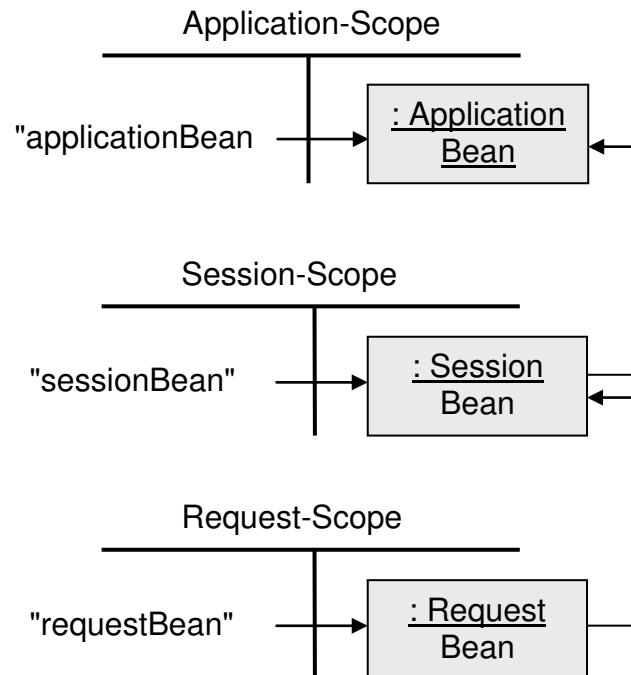 Application-Scope
"applicationBean
: Application
Bean
Session-Scope
"sessionBean"
: Session
Bean
Request-Scope
"requestBean"
: Request
Bean